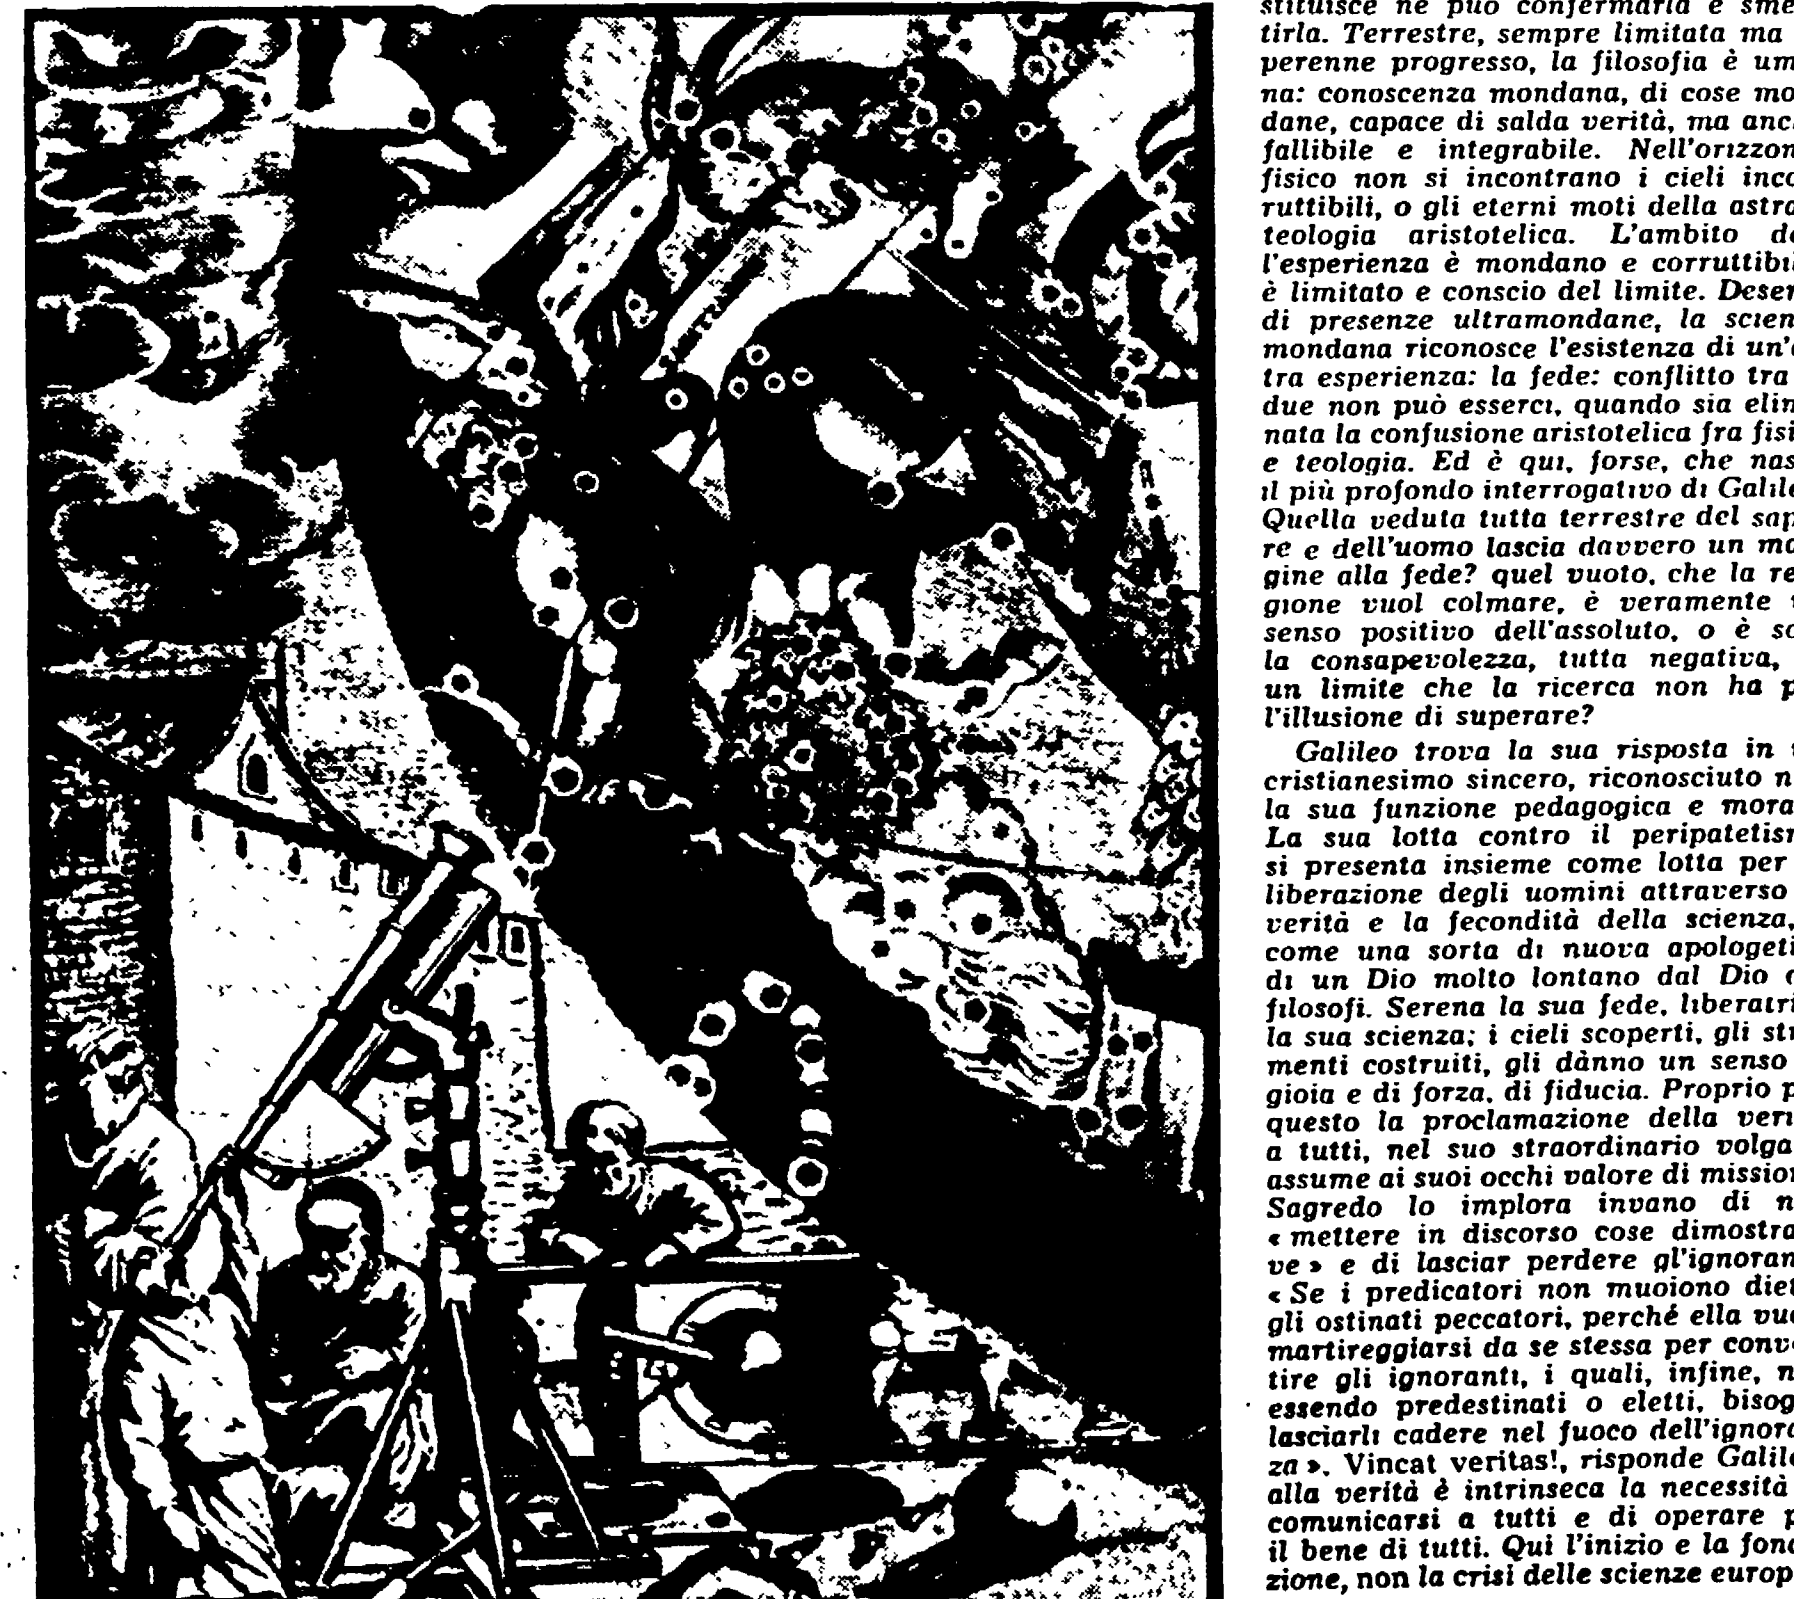 stituisce né può confermarla e sme
tirla. Terrestre, sempre limitata ma
perenne progresso, la filosofia è um
na: conoscenza mondana, di cose mo
dane, capace di salda verità, ma anc
fallibile e integrabile. Nell'orizzon
fisico non si incontrano i cieli inco
ruttibili, o gli eterni moti della astro
teologia aristotelica. L'ambito de
l'esperienza è mondano e corruttibil
è limitato e conscio del limite. Deser
di presenze ultramondane, la scien
mondana riconosce l'esistenza di un'a
tra esperienza: la fede: conflitto tra
due non può esserci, quando sia elim
nata la confusione aristotelica fra fisi
e teologia. Ed è qui, forse, che nas
il più profondo interrogativo di Galile
Quella veduta tutta terrestre del sap
re e dell'uomo lascia davvero un ma
gine alla fede? quel vuoto, che la re
gione vuol colmare, è veramente
senso positivo dell'assoluto, o è so
la consapevolezza, tutta negativa,
un limite che la ricerca non ha p
l'illusione di superare?
Galileo trova la sua risposta in
cristianesimo sincero, riconosciuto n
la sua funzione pedagogica e mora
La sua lotta contro il peripatetism
si presenta insieme come lotta per
liberazione degli uomini attraverso
verità e la fecondità della scienza,
come una sorta di nuova apologeti
di un Dio molto lontano dal Dio d
filosofi. Serena la sua fede, liberatri
la sua scienza; i cieli scoperti, gli stru
menti costruiti, gli dànno un senso
gioia e di forza, di fiducia. Proprio p
questo la proclamazione della veri
a tutti, nel suo straordinario volga
assume ai suoi occhi valore di mission
Sagredo lo implora invano di n
« mettere in discorso cose dimostra
ve » e di lasciar perdere gl'ignoran
« Se i predicatori non muoiono diet
gli ostinati peccatori, perché ella vuo
martireggiarsi da se stessa per conve
tire gli ignoranti, i quali, infine, n
essendo predestinati o eletti, bisog
lasciarli cadere nel fuoco dell'ignora
za ». Vincat veritas!, risponde Galile
alla verità è intrinseca la necessità
comunicarsi a tutti e di operare p
il bene di tutti. Qui l'inizio e la fond
zione, non la crisi delle scienze europ